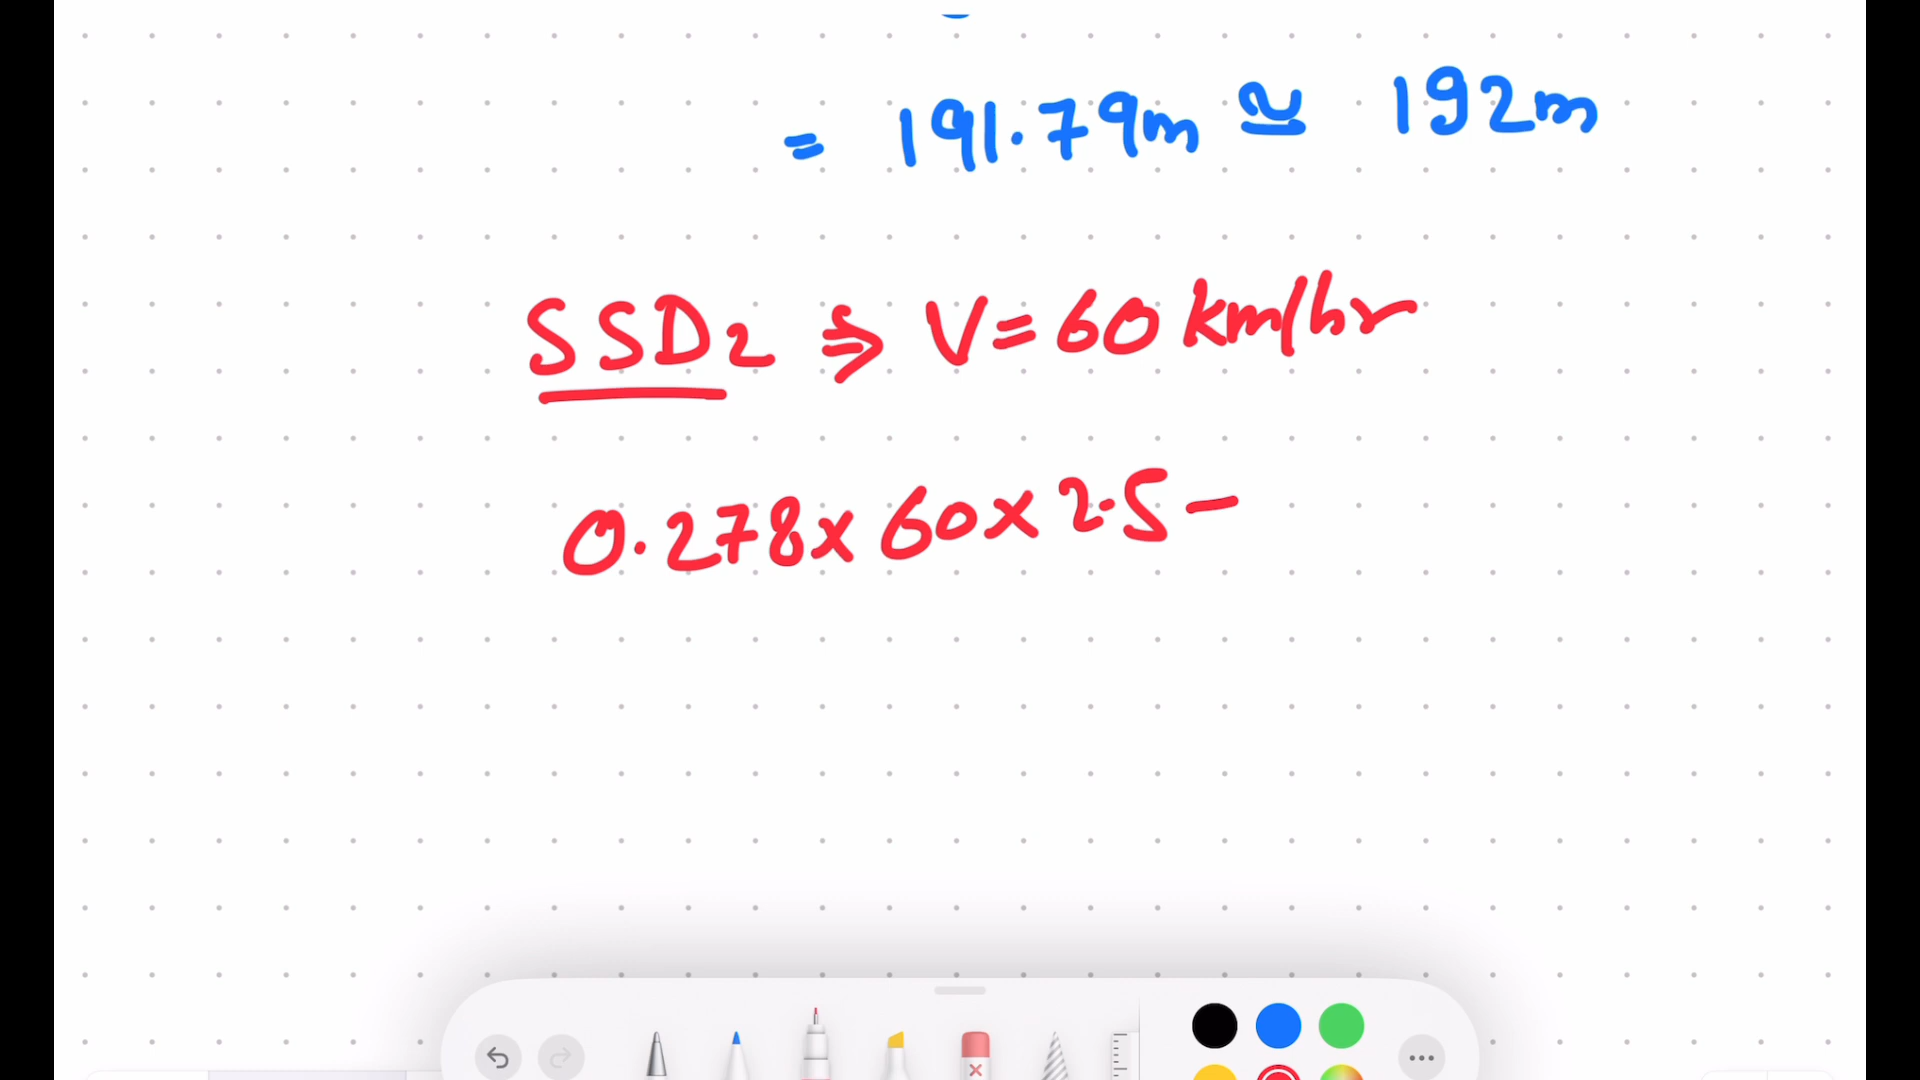 = 191.79m ≅ 192m
SSD₂ ⇒ V=60 km/hr
0.278x 60x 2.5 -